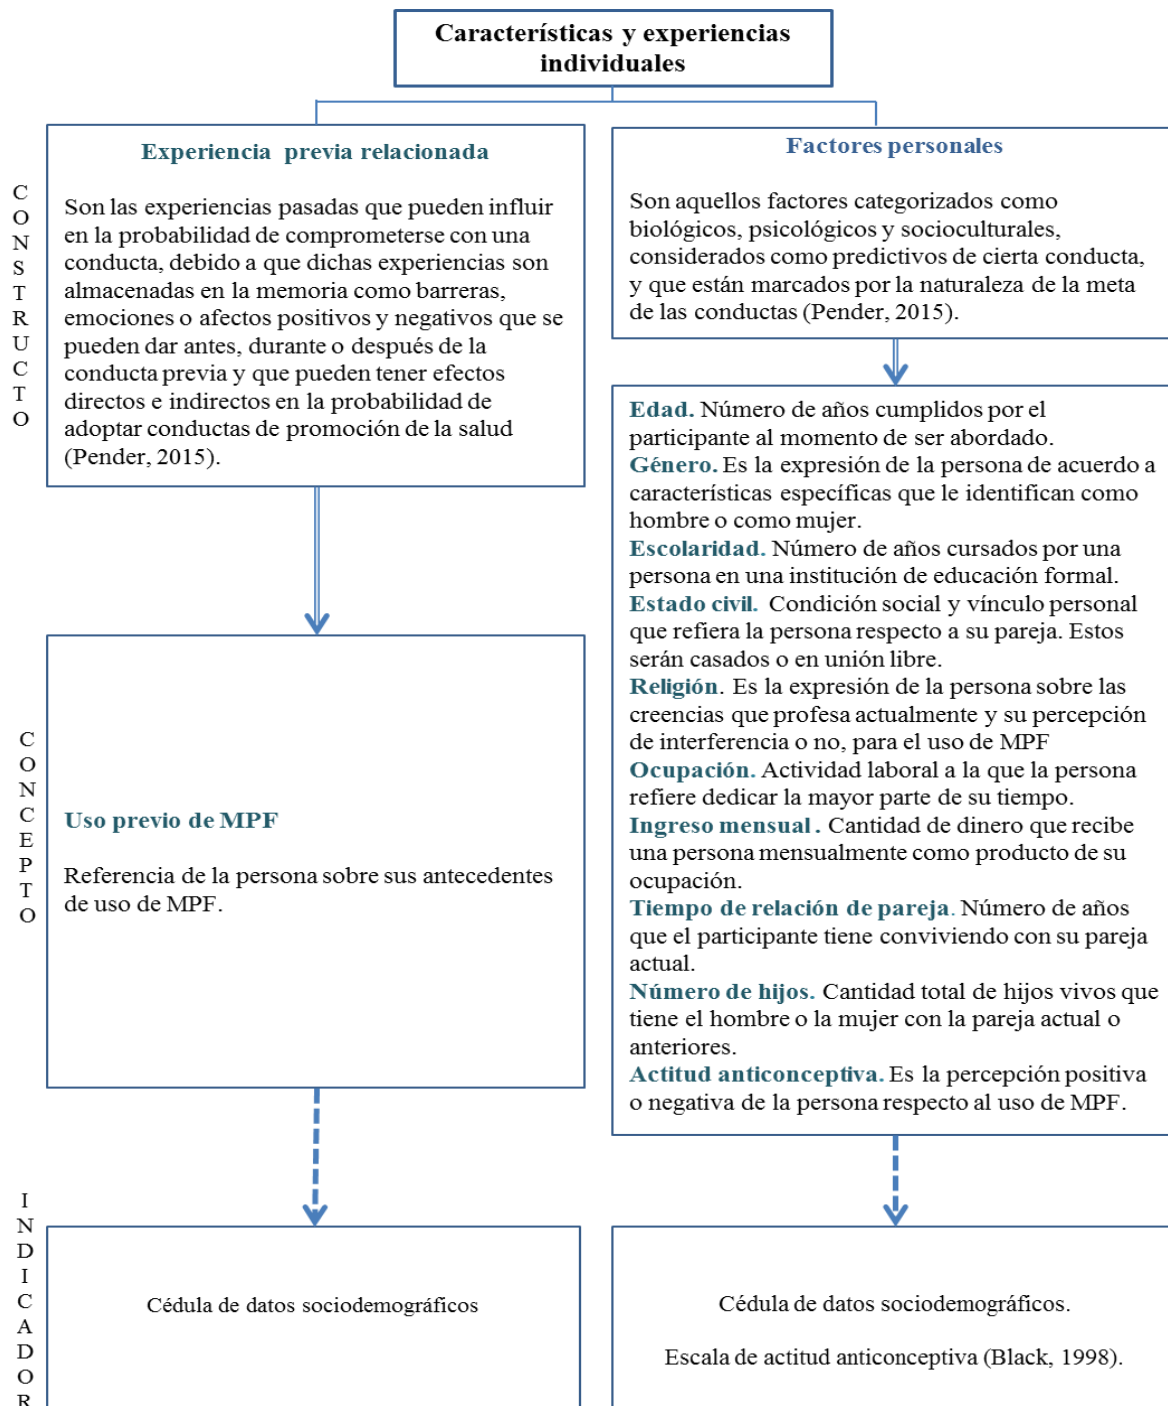 Características y experiencias
individuales
C
O
N
S
T
R
U
C
T
O
Experiencia previa relacionada
Son las experiencias pasadas que pueden influir
en la probabilidad de comprometerse con una
conducta, debido a que dichas experiencias son
almacenadas en la memoria como barreras,
emociones o afectos positivos y negativos que se
pueden dar antes, durante o después de la
conducta previa y que pueden tener efectos
directos e indirectos en la probabilidad de
adoptar conductas de promoción de la salud
(Pender, 2015).
Factores personales
Son aquellos factores categorizados como
biológicos, psicológicos y socioculturales,
considerados como predictivos de cierta conducta,
y que están marcados por la naturaleza de la meta
de las conductas (Pender, 2015).
C
O
N
C
E
P
T
O
Uso previo de MPF
Referencia de la persona sobre sus antecedentes
de uso de MPF.
Edad. Número de años cumplidos por el
participante al momento de ser abordado.
Género. Es la expresión de la persona de acuerdo a
características específicas que le identifican como
hombre o como mujer.
Escolaridad. Número de años cursados por una
persona en una institución de educación formal.
Estado civil. Condición social y vínculo personal
que refiera la persona respecto a su pareja. Estos
serán casados o en unión libre.
Religión. Es la expresión de la persona sobre las
creencias que profesa actualmente y su percepción
de interferencia o no, para el uso de MPF
Ocupación. Actividad laboral a la que la persona
refiere dedicar la mayor parte de su tiempo.
Ingreso mensual . Cantidad de dinero que recibe
una persona mensualmente como producto de su
ocupación.
Tiempo de relación de pareja. Número de años
que el participante tiene conviviendo con su pareja
actual.
Número de hijos. Cantidad total de hijos vivos que
tiene el hombre o la mujer con la pareja actual o
anteriores.
Actitud anticonceptiva. Es la percepción positiva
o negativa de la persona respecto al uso de MPF.
I
N
D
I
C
A
D
O
R
Cédula de datos sociodemográficos
Cédula de datos sociodemográficos.
Escala de actitud anticonceptiva (Black, 1998).